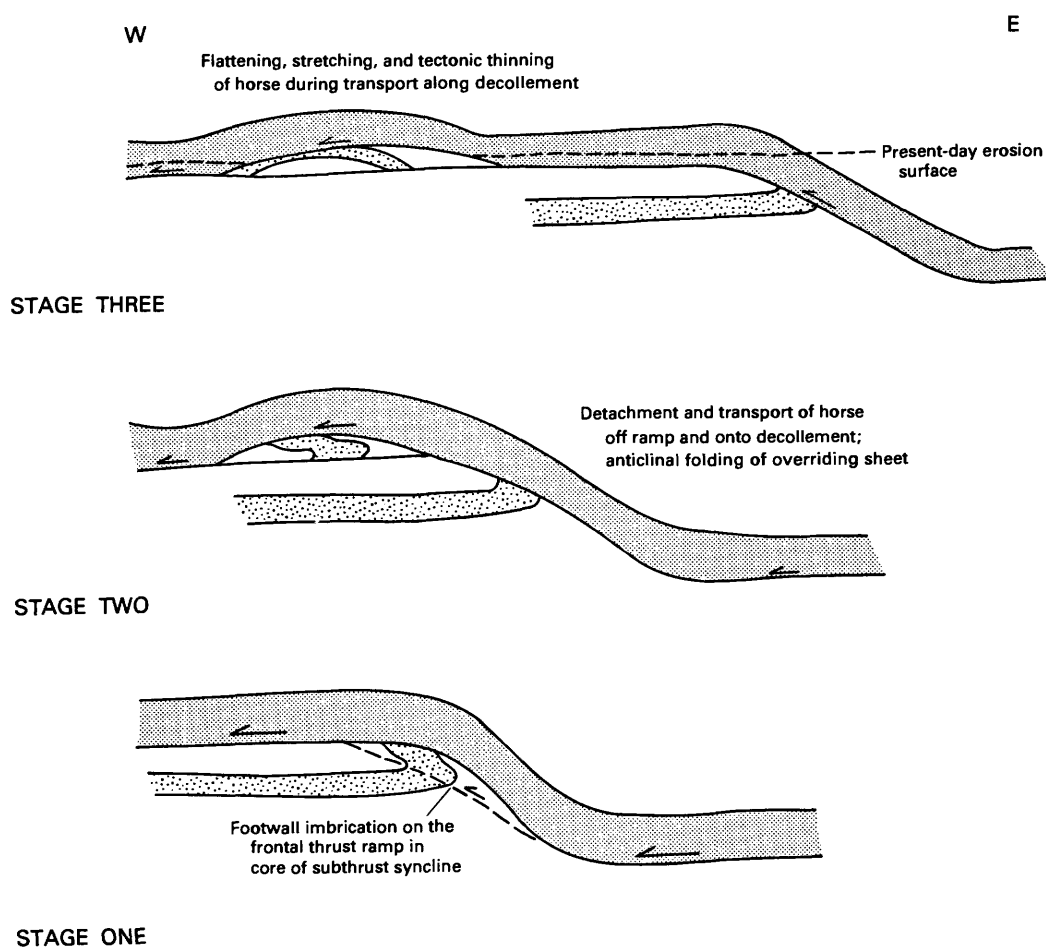 W
E
Flattening, stretching, and tectonic thinning
of horse during transport along decollement
Present-day erosion
surface
STAGE THREE
Detachment and transport of horse
off ramp and onto decollement;
anticlinal folding of overriding sheet
STAGE TWO
Footwall imbrication on the
frontal thrust ramp in
core of subthrust syncline
STAGE ONE